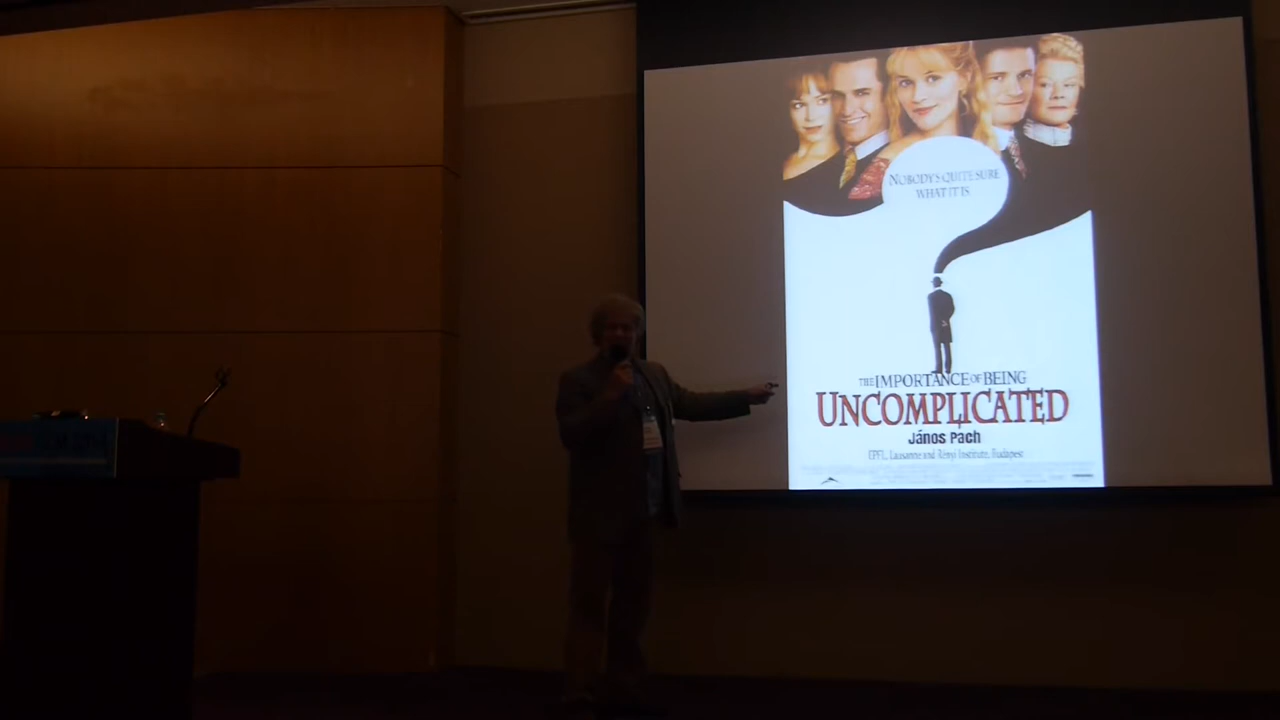 NOBODY'S QUITE SURE
WHAT IT IS
THE IMPORTANCE OF BEING
UNCOMPLICATED
János Pach
EPFL, Lausanne and Rényi Institute, Budapest